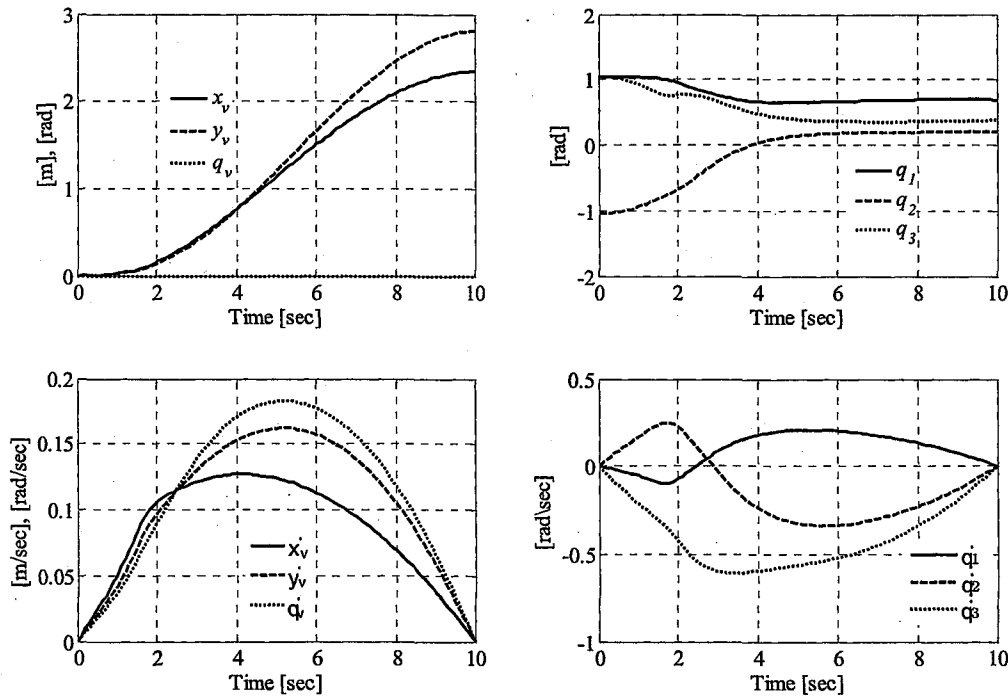 3
2
1
0
[m], [rad]
x_v
y_v
q_v
0 2 4 6 8 10
Time [sec]
2
1
0
-1
-2
[rad]
q_1
q_2
q_3
0 2 4 6 8 10
Time [sec]
0.2
0.15
0.1
0.05
0
[m/sec], [rad/sec]
ẋ_v
ẏ_v
q̇_v
0 2 4 6 8 10
Time [sec]
0.5
0
-0.5
-1
[rad\sec]
q̇1
q̇2
q̇3
0 2 4 6 8 10
Time [sec]